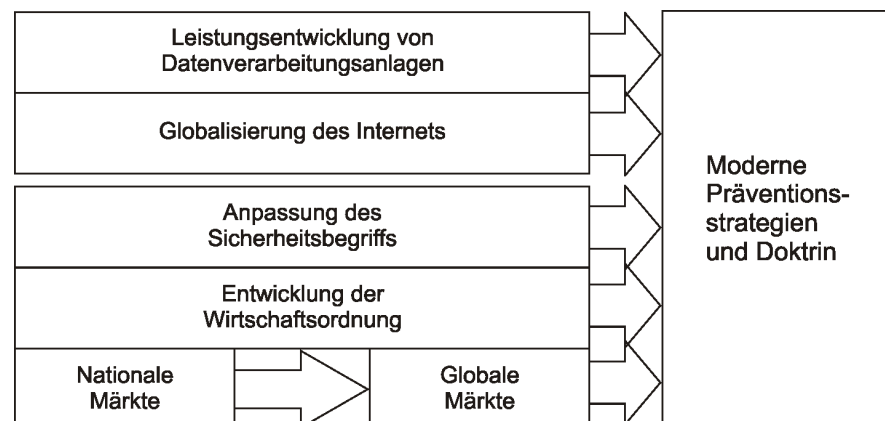 Leistungsentwicklung von
Datenverarbeitungsanlagen
Globalisierung des Internets
Anpassung des
Sicherheitsbegriffs
Entwicklung der
Wirtschaftsordnung
Nationale
Märkte
Globale
Märkte
Moderne
Präventions-
strategien
und Doktrin